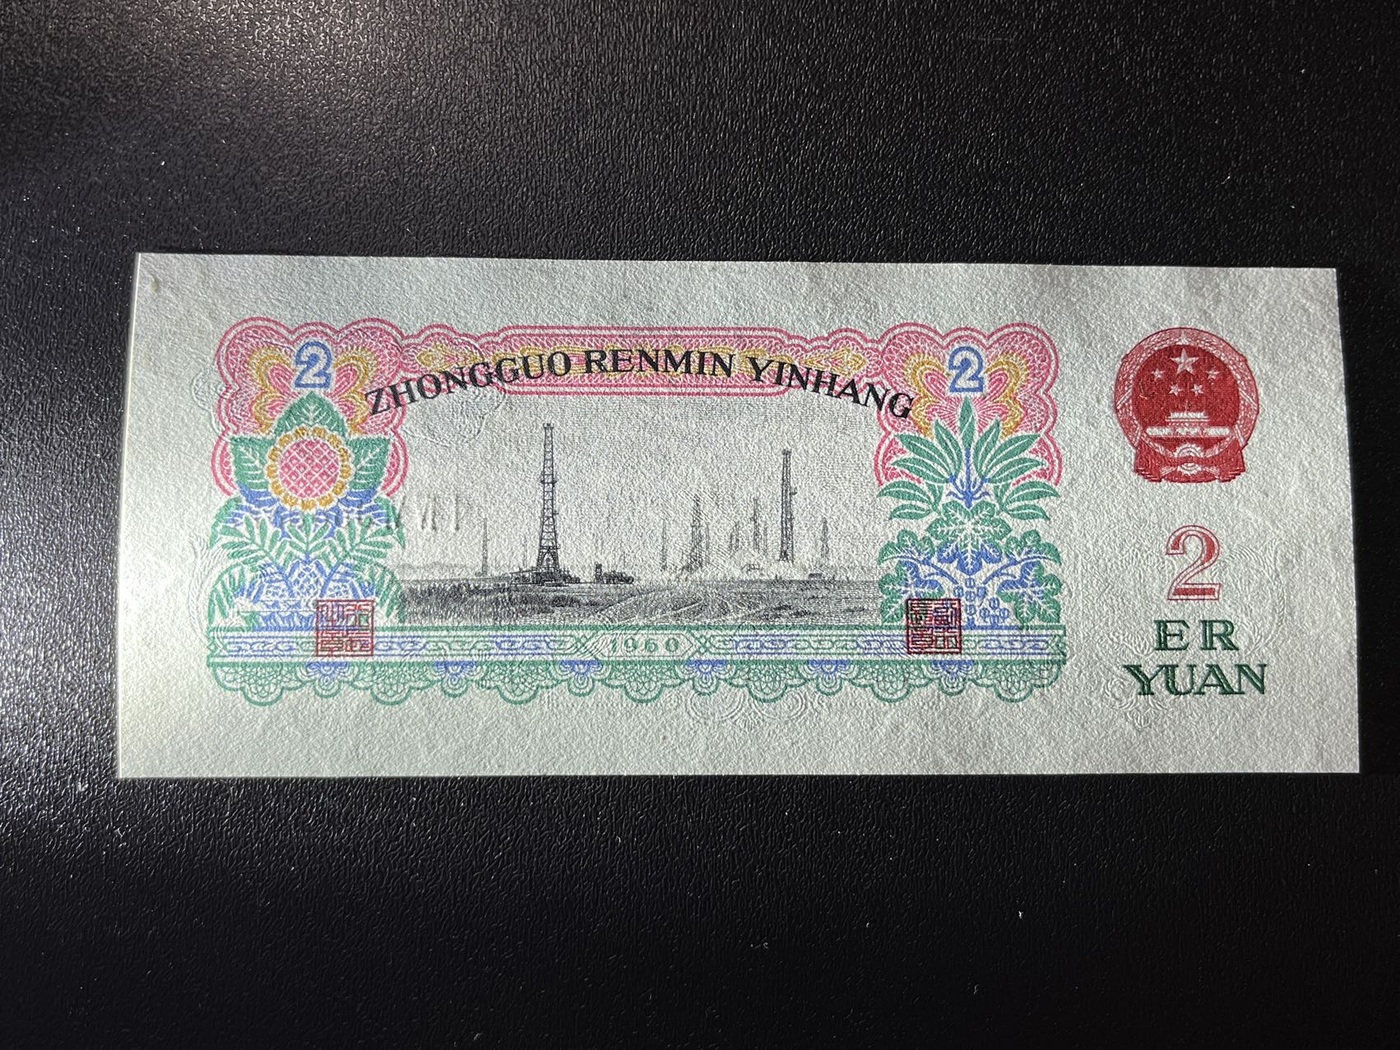 ZHONGGUO RENMIN YINHANG
2
2
1960
2
ER
YUAN